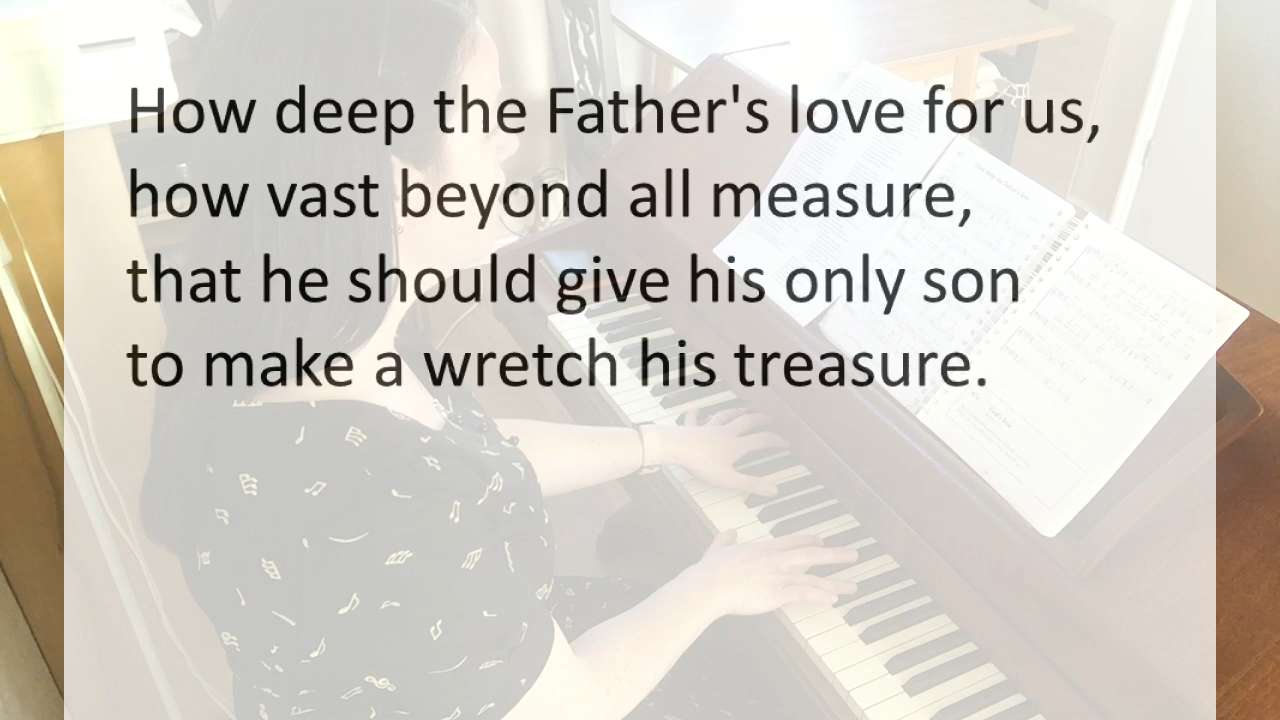 How deep the Father's love for us,
how vast beyond all measure,
that he should give his only son
to make a wretch his treasure.